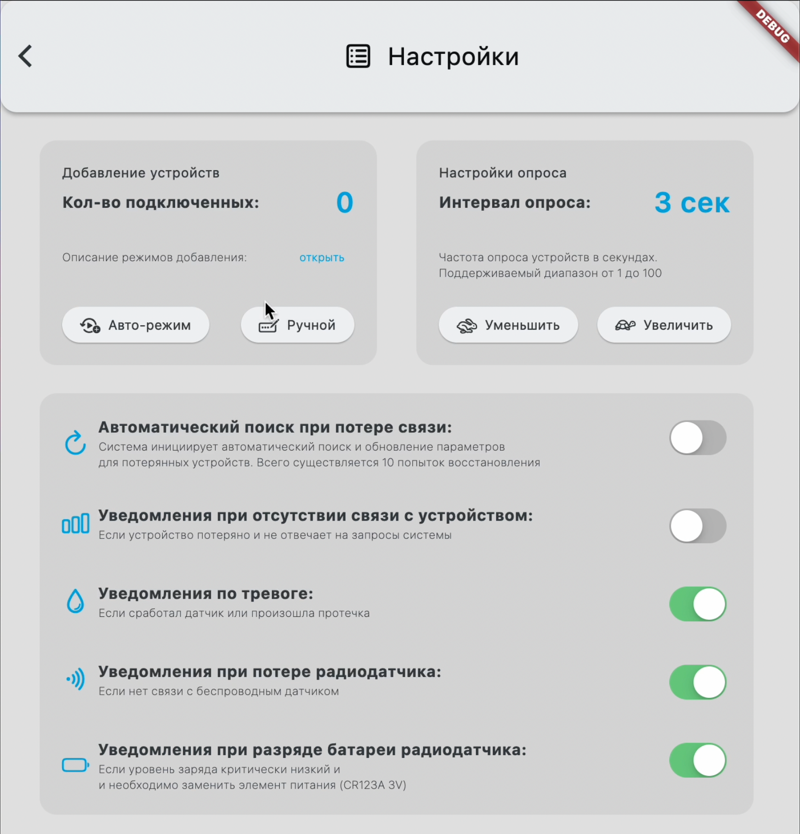 DEBUG
Настройки
Добавление устройств
Кол-во подключенных: 0
Описание режимов добавления: открыть
Авто-режим
Ручной
Настройки опроса
Интервал опроса: 3 сек
Частота опроса устройств в секундах.
Поддерживаемый диапазон от 1 до 100
Уменьшить
Увеличить
Автоматический поиск при потере связи:
Система инициирует автоматический поиск и обновление параметров
для потерянных устройств. Всего существляется 10 попыток восстановления
Уведомления при отсутствии связи с устройством:
Если устройство потеряно и не отвечает на запросы системы
Уведомления по тревоге:
Если сработал датчик или произошла протечка
Уведомления при потере радиодатчика:
Если нет связи с беспроводным датчиком
Уведомления при разряде батареи радиодатчика:
Если уровень заряда критически низкий и
и необходимо заменить элемент питания (CR123A 3V)